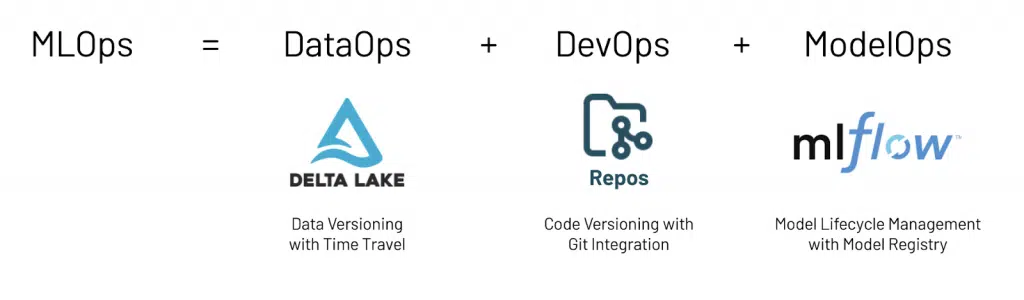 MLOps = DataOps + DevOps + ModelOps
DELTA LAKE
Repos
mlflow™
Data Versioning
with Time Travel
Code Versioning with
Git Integration
Model Lifecycle Management
with Model Registry